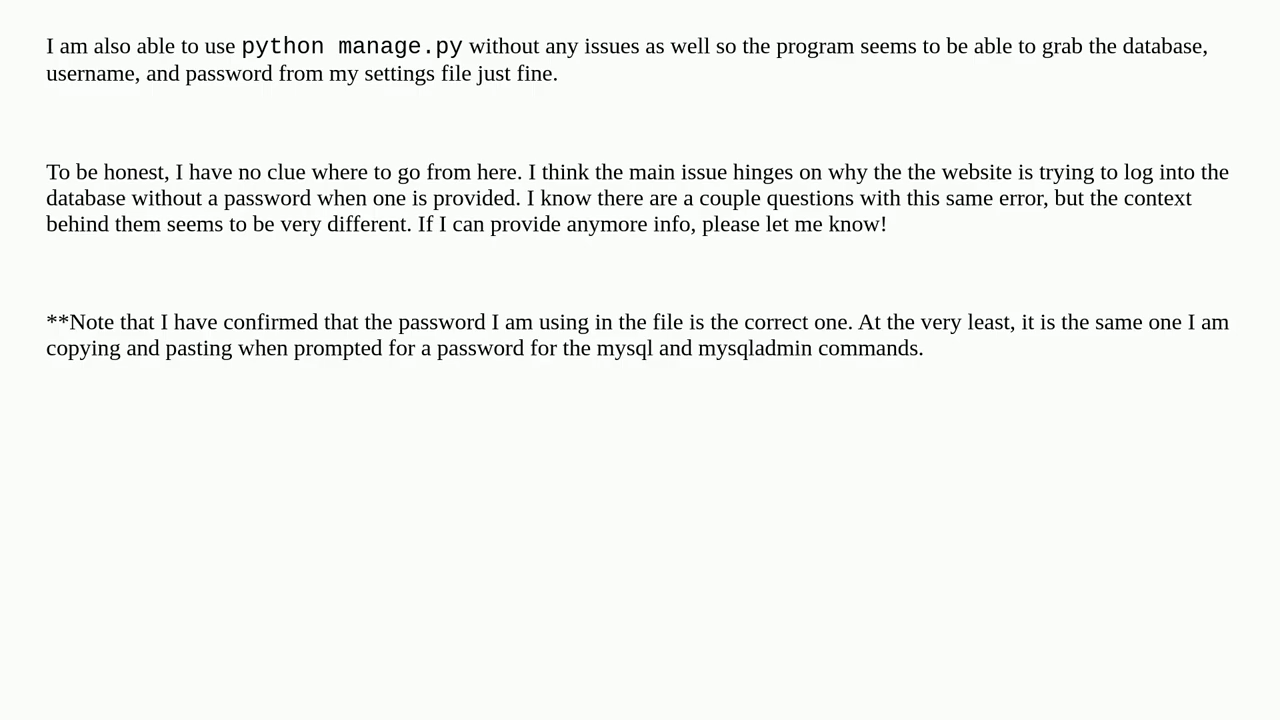 I am also able to use python manage.py without any issues as well so the program seems to be able to grab the database,
username, and password from my settings file just fine.
To be honest, I have no clue where to go from here. I think the main issue hinges on why the the website is trying to log into the
database without a password when one is provided. I know there are a couple questions with this same error, but the context
behind them seems to be very different. If I can provide anymore info, please let me know!
**Note that I have confirmed that the password I am using in the file is the correct one. At the very least, it is the same one I am
copying and pasting when prompted for a password for the mysql and mysqladmin commands.